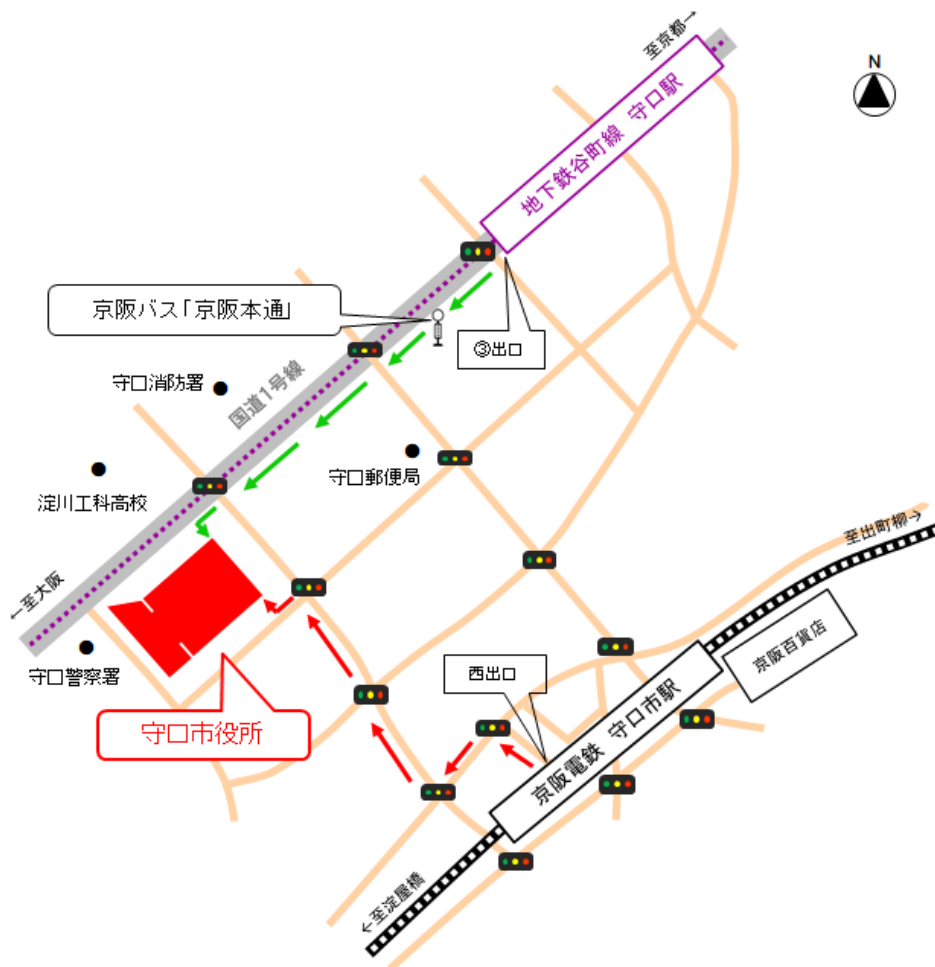 至京都→
N
地下鉄谷町線 守口駅
京阪バス「京阪本通」
③出口
守口消防署
国道1号線
守口郵便局
淀川工科高校
至出町柳→
←至大阪
京阪百貨店
守口警察署
西出口
守口市役所
京阪電鉄 守口市駅
←至淀屋橋